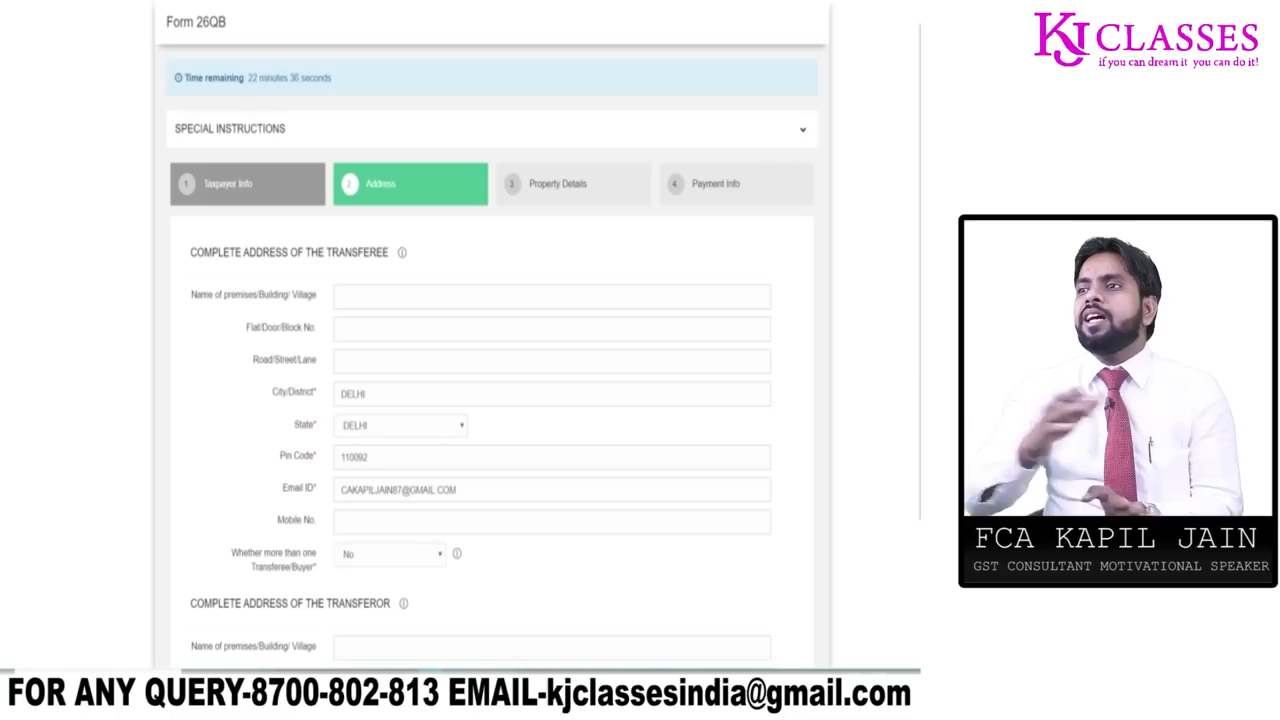 Form 26QB
KJ CLASSES
if you can dream it you can do it!
Time remaining 22 minutes 36 seconds
SPECIAL INSTRUCTIONS
1 Taxpayer Info
2. Address
3. Property Details
4. Payment Info
COMPLETE ADDRESS OF THE TRANSFEREE
Name of premises/Building/ Village
Flat/Door/Block No.
Road/Street/Lane
City/District* DELHI
State* DELHI
Pin Code* 110092
Email ID* CAKAPILJAIN87@GMAIL.COM
Mobile No.
Whether more than one
Transferee/Buyer* No
COMPLETE ADDRESS OF THE TRANSFEROR
Name of premises/Building/ Village
FCA KAPIL JAIN
GST CONSULTANT MOTIVATIONAL SPEAKER
FOR ANY QUERY-8700-802-813 EMAIL-kjclassesindia@gmail.com